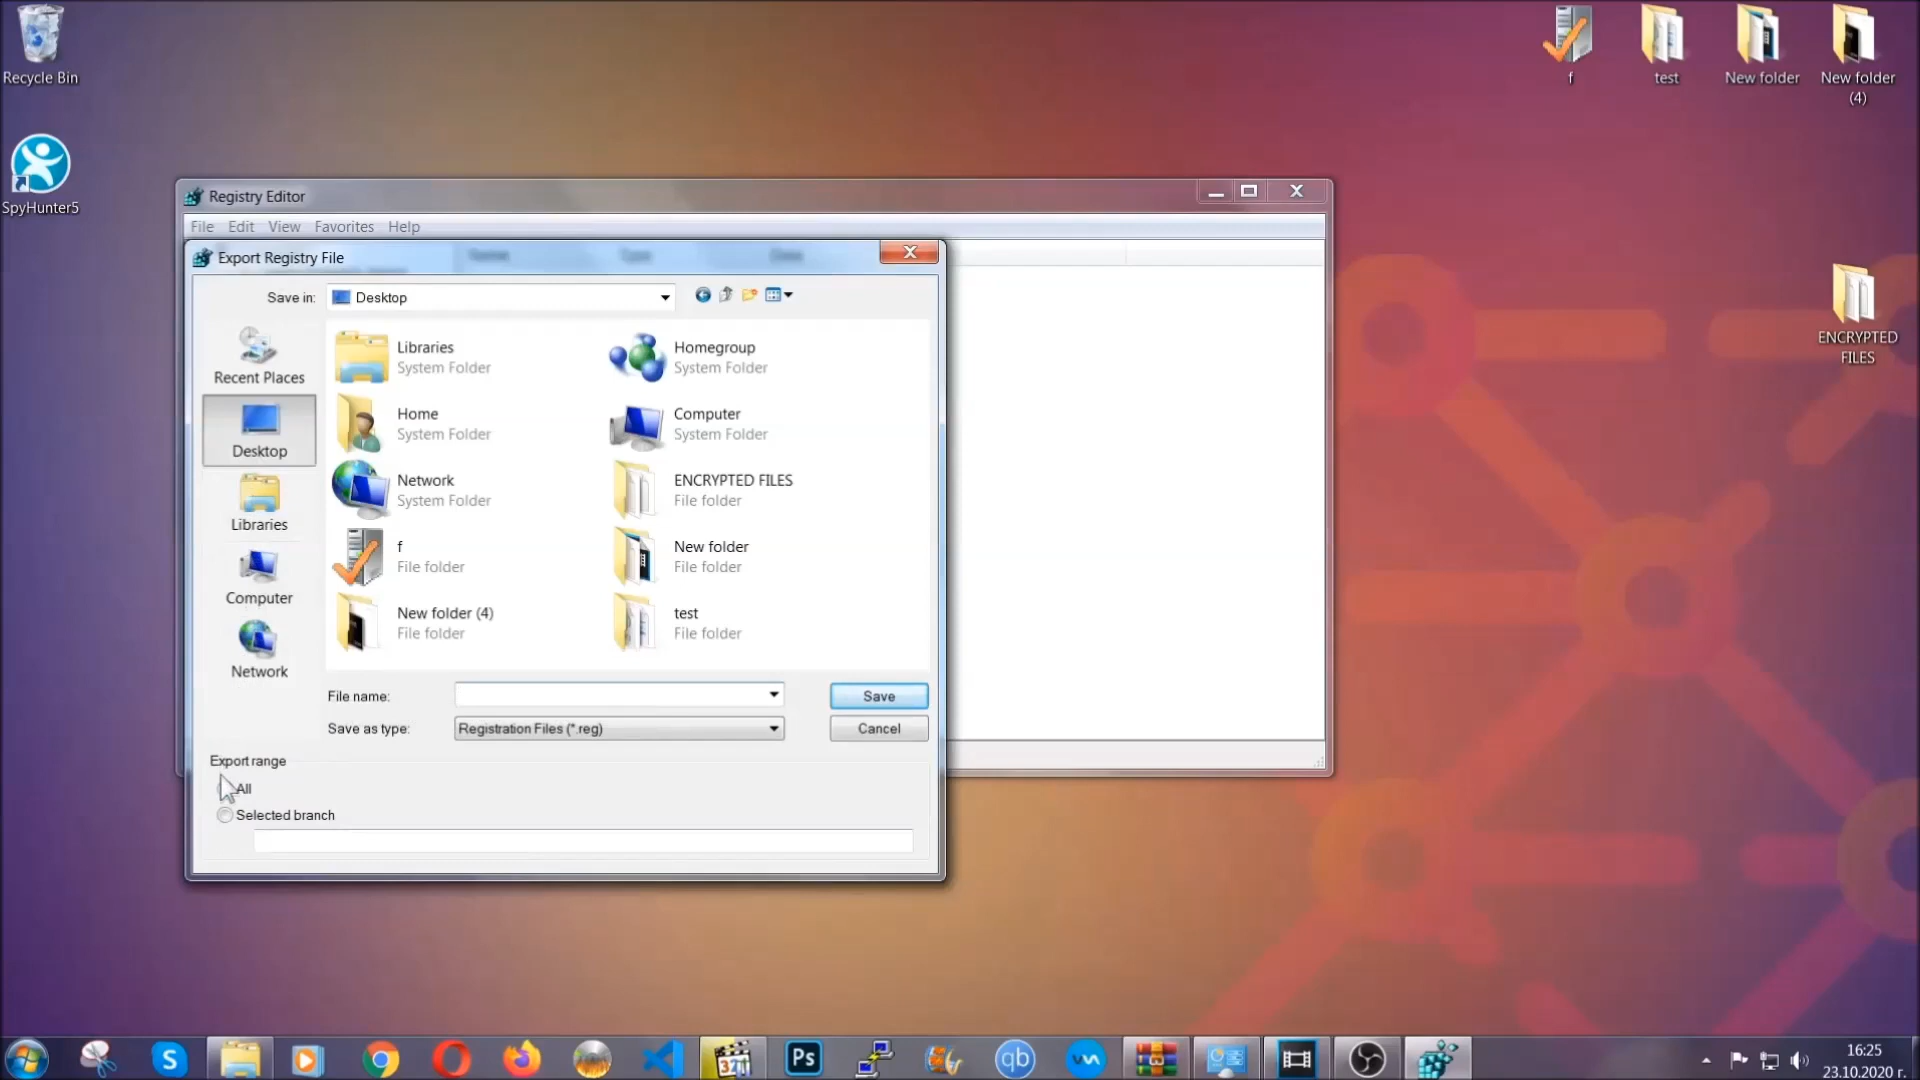 Recycle Bin
SpyHunter5
f
test
New folder
New folder
(4)
ENCRYPTED
FILES
Registry Editor
File Edit View Favorites Help
Export Registry File
Save in:
Desktop
Recent Places
Desktop
Libraries
Computer
Network
Libraries
System Folder
Homegroup
System Folder
Home
System Folder
Computer
System Folder
Network
System Folder
ENCRYPTED FILES
File folder
f
File folder
New folder
File folder
New folder (4)
File folder
test
File folder
File name:
Save
Save as type:
Registration Files (*.reg)
Cancel
Export range
All
Selected branch
S
321
Ps
qb
16:25
23.10.2020 г.